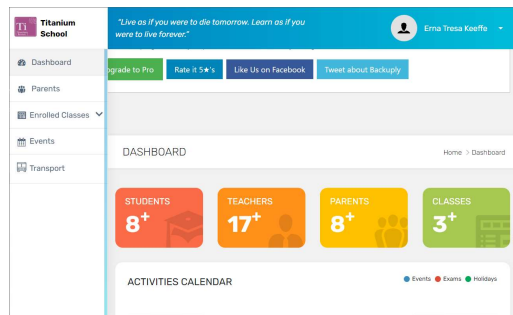 Ti
Titanium
School
"Live as if you were to die tomorrow. Learn as if you
were to live forever."
Erna Tresa Keeffe
Dashboard
Parents
Enrolled Classes
Events
Transport
grade to Pro
Rate it 5★'s
Like Us on Facebook
Tweet about Backuply
DASHBOARD
Home > Dashboard
STUDENTS
8+
TEACHERS
17+
PARENTS
8+
CLASSES
3+
ACTIVITIES CALENDAR
Events
Exams
Holidays